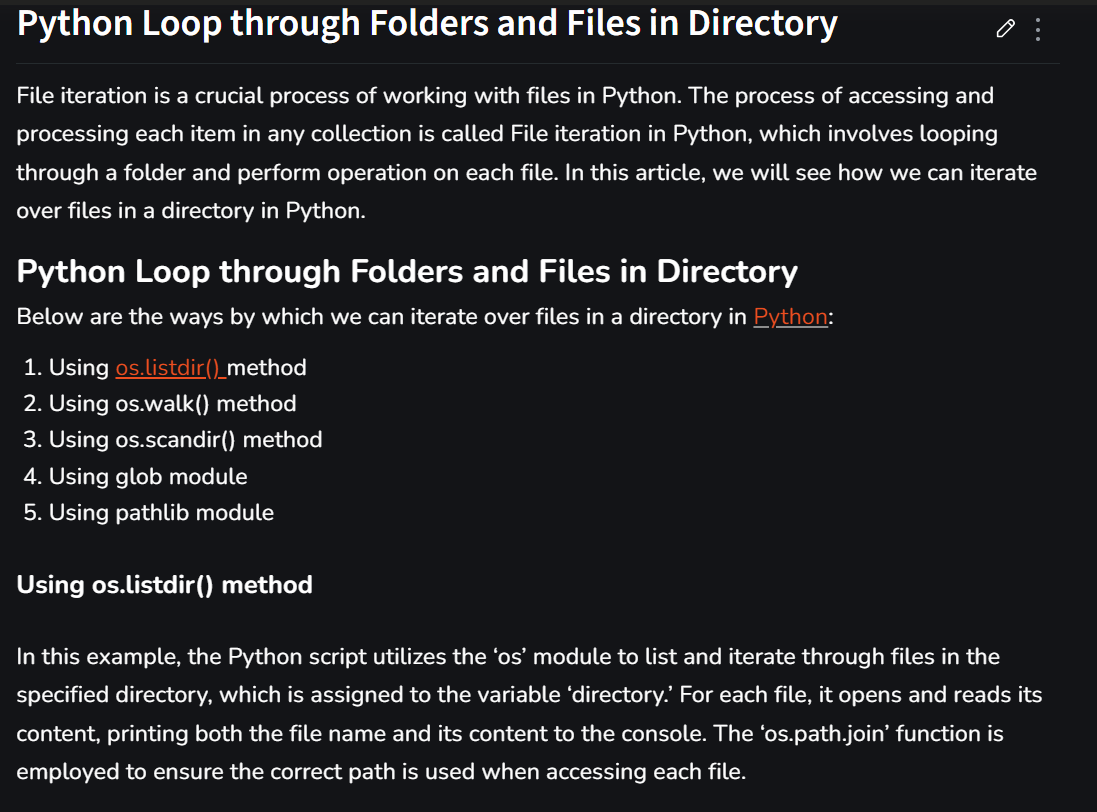 Python Loop through Folders and Files in Directory
File iteration is a crucial process of working with files in Python. The process of accessing and
processing each item in any collection is called File iteration in Python, which involves looping
through a folder and perform operation on each file. In this article, we will see how we can iterate
over files in a directory in Python.
Python Loop through Folders and Files in Directory
Below are the ways by which we can iterate over files in a directory in Python:
1. Using os.listdir() method
2. Using os.walk() method
3. Using os.scandir() method
4. Using glob module
5. Using pathlib module
Using os.listdir() method
In this example, the Python script utilizes the ‘os’ module to list and iterate through files in the
specified directory, which is assigned to the variable ‘directory.’ For each file, it opens and reads its
content, printing both the file name and its content to the console. The ‘os.path.join’ function is
employed to ensure the correct path is used when accessing each file.